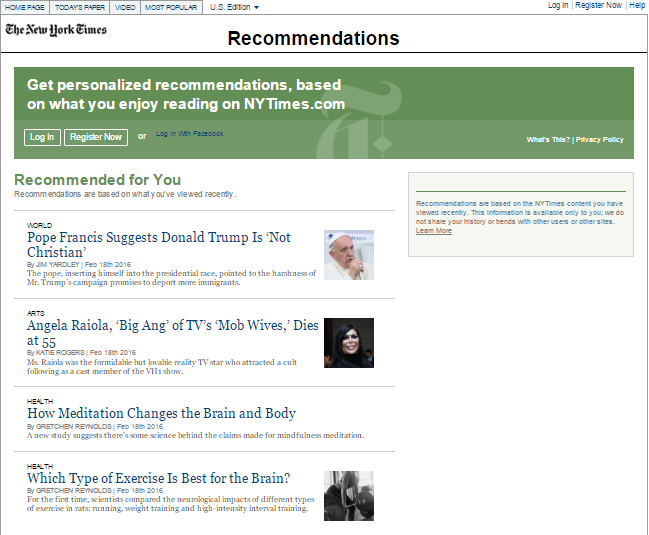 HOME PAGE TODAY'S PAPER VIDEO MOST POPULAR U.S. Edition
Log In Register Now Help
The New York Times
Recommendations
Get personalized recommendations, based
on what you enjoy reading on NYTimes.com
Log In Register Now or Log In With Facebook
What's This? | Privacy Policy
Recommended for You
Recommendations are based on what you've viewed recently.
WORLD
Pope Francis Suggests Donald Trump Is ‘Not
Christian’
By JIM YARDLEY | Feb 18th 2016
The pope, inserting himself into the presidential race, pointed to the harshness of
Mr. Trump's campaign promises to deport more immigrants.
ARTS
Angela Raiola, ‘Big Ang’ of TV’s ‘Mob Wives,’ Dies
at 55
By KATIE ROGERS | Feb 18th 2016
Ms. Raiola was the formidable but lovable reality TV star who attracted a cult
following as a cast member of the VH1 show.
HEALTH
How Meditation Changes the Brain and Body
By GRETCHEN REYNOLDS | Feb 18th 2016
A new study suggests there's some science behind the claims made for mindfulness meditation.
HEALTH
Which Type of Exercise Is Best for the Brain?
By GRETCHEN REYNOLDS | Feb 18th 2016
For the first time, scientists compared the neurological impacts of different types
of exercise in rats: running, weight training and high-intensity interval training.
Recommendations are based on the NYTimes content you have
viewed recently. This information is available only to you; we do
not share your history or trends with other users or other sites.
Learn More